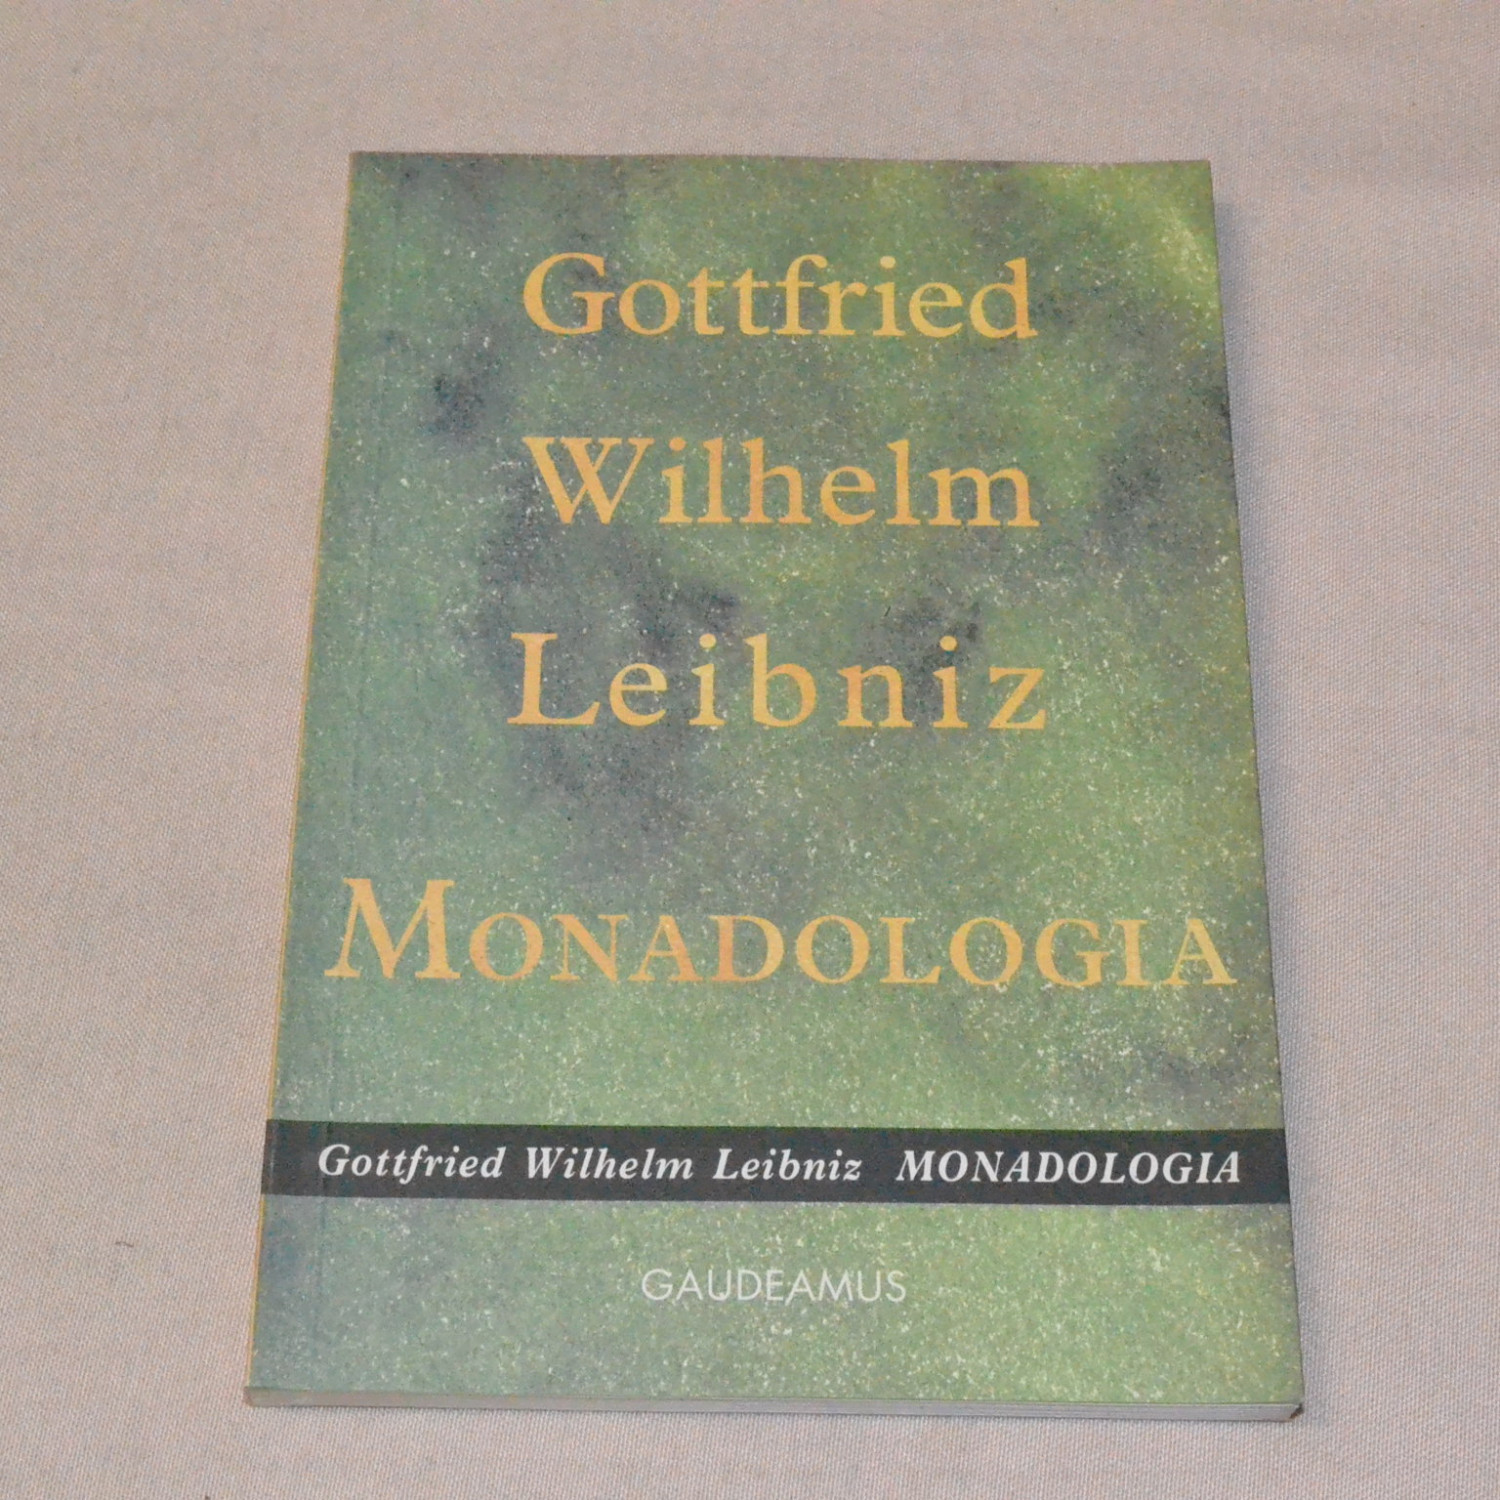 Gottfried
Wilhelm
Leibniz
MONADOLOGIA
Gottfried Wilhelm Leibniz MONADOLOGIA
GAUDEAMUS